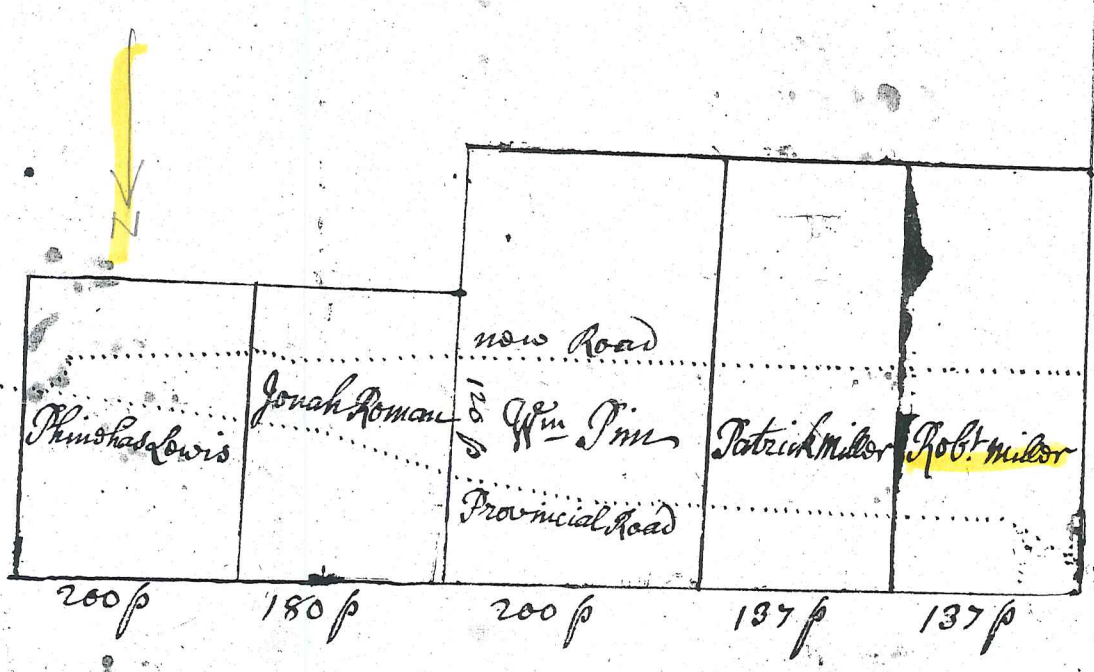 N
new Road
120 p
Phinehas Lewis
Jonah Roman
Wm Pim
Patrick miller
Robt. miller
Provincial Road
200 p
180 p
200 p
137 p
137 p